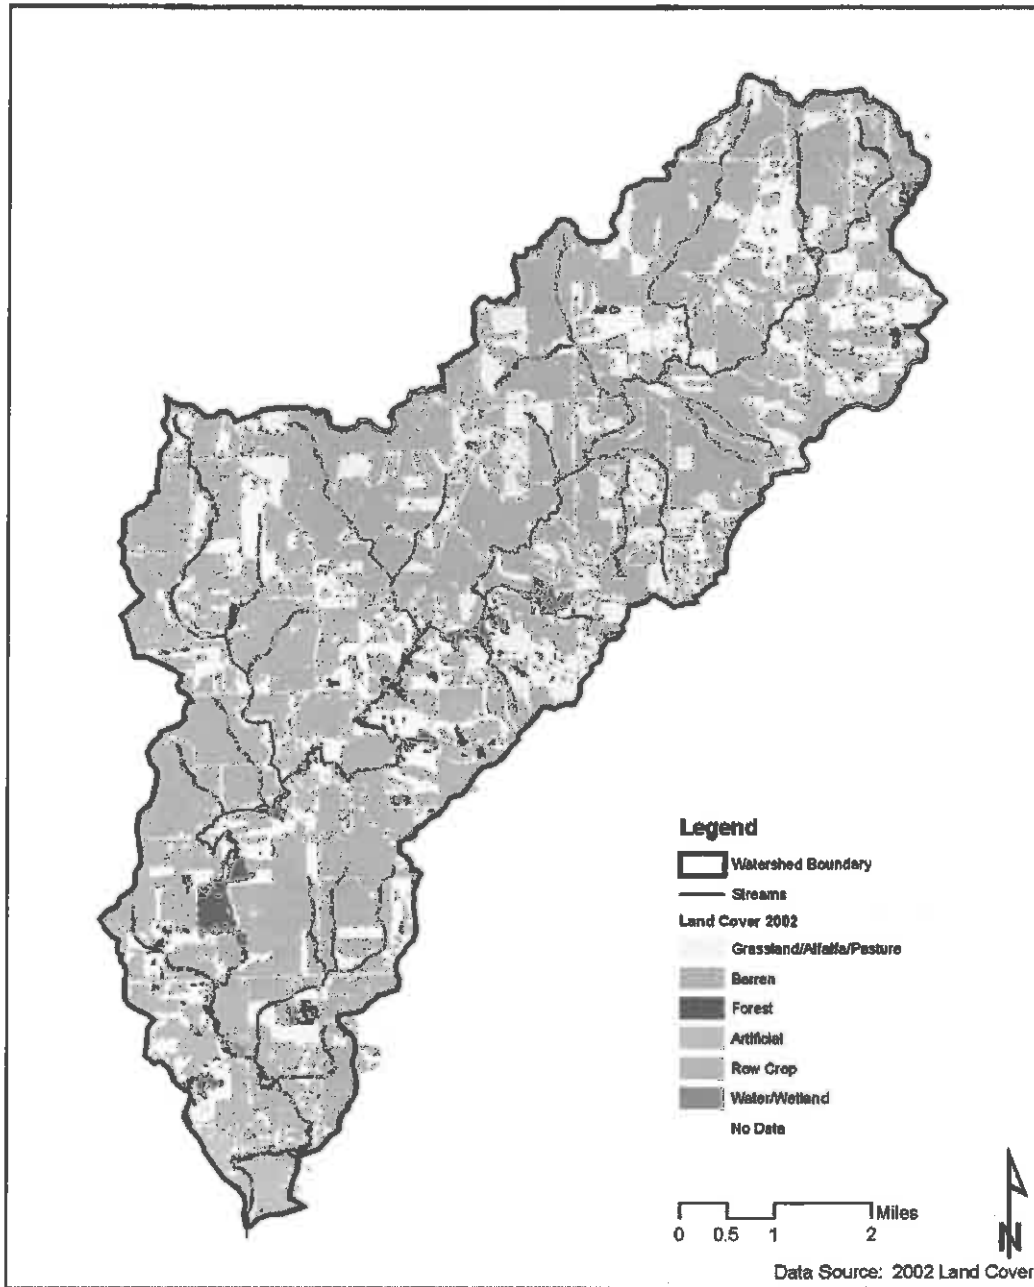 Legend
Watershed Boundary
Streams
Land Cover 2002
Grassland/Alfalfa/Pasture
Barren
Forest
Artificial
Row Crop
Water/Wetland
No Data
Miles
0 0.5 1 2
N
Data Source: 2002 Land Cover